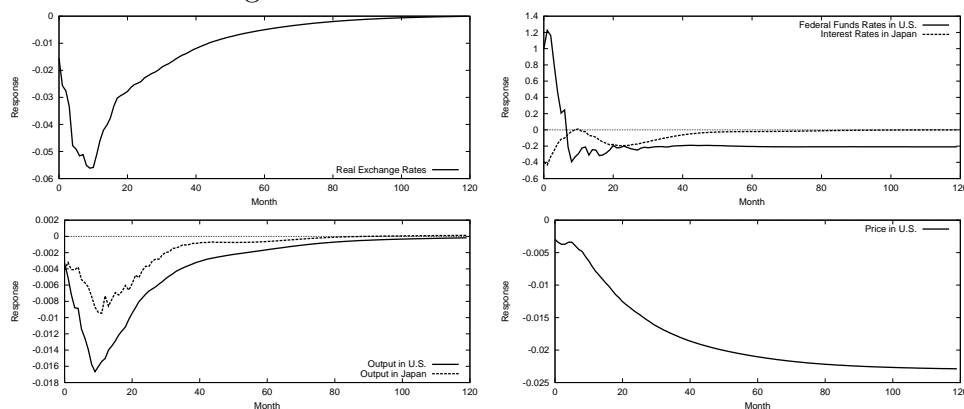 0
-0.01
-0.02
-0.03
-0.04
-0.05
-0.06
Response
Real Exchange Rates
0 20 40 60 80 100 120
Month
1.4
1.2
1
0.8
0.6
0.4
0.2
0
-0.2
-0.4
-0.6
Response
Federal Funds Rates in U.S.
Interest Rates in Japan
0 20 40 60 80 100 120
Month
0.002
0
-0.002
-0.004
-0.006
-0.008
-0.01
-0.012
-0.014
-0.016
-0.018
Response
Output in U.S.
Output in Japan
0 20 40 60 80 100 120
Month
0
-0.005
-0.01
-0.015
-0.02
-0.025
Response
Price in U.S.
0 20 40 60 80 100 120
Month